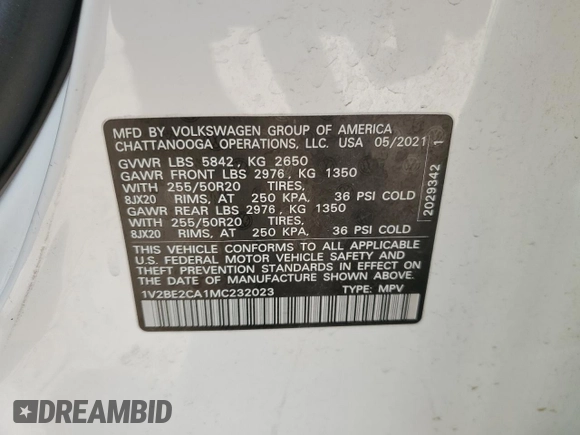 MFD BY VOLKSWAGEN GROUP OF AMERICA
CHATTANOOGA OPERATIONS, LLC. USA 05/2021
GVWR LBS 5842, KG 2650
GAWR FRONT LBS 2976, KG 1350
WITH 255/50R20 TIRES,
8JX20 RIMS, AT 250 KPA, 36 PSI COLD
GAWR REAR LBS 2976, KG 1350
WITH 255/50R20 TIRES,
8JX20 RIMS, AT 250 KPA, 36 PSI COLD
THIS VEHICLE CONFORMS TO ALL APPLICABLE
U.S. FEDERAL MOTOR VEHICLE SAFETY AND
THEFT PREVENTION STANDARDS IN EFFECT ON
THE DATE OF MANUFACTURE SHOWN ABOVE.
1V2BE2CA1MC232023 TYPE: MPV
2029342 1
DREAMBID